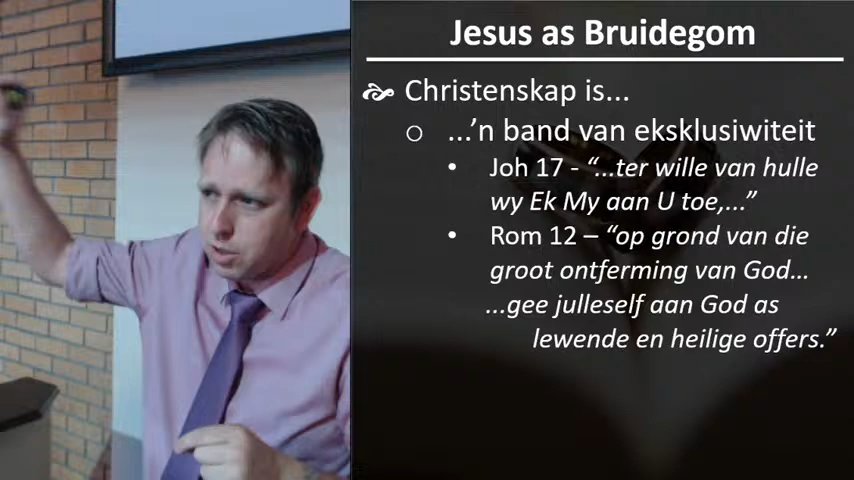 Jesus as Bruidegom
Christenskap is...
...’n band van eksklusiwiteit
Joh 17 - “...ter wille van hulle
wy Ek My aan U toe,...”
Rom 12 – “op grond van die
groot ontferming van God...
...gee julleself aan God as
lewende en heilige offers.”